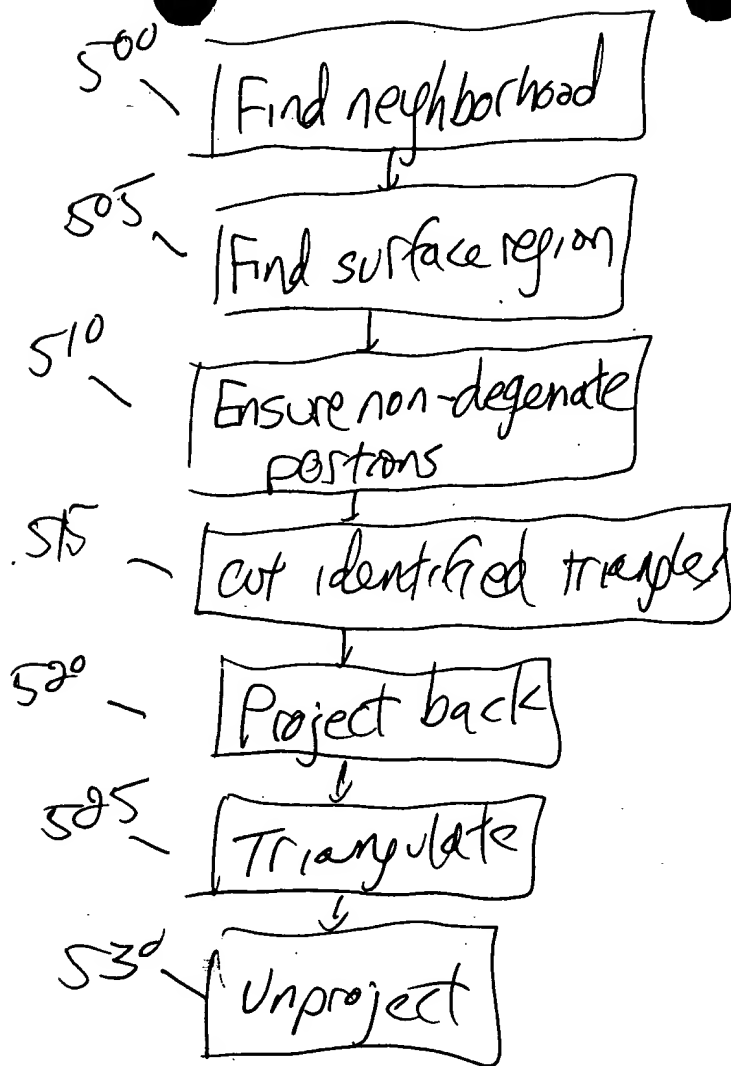 500
Find neighborhood
505
Find surface region
510
Ensure non-degenate
positions
515
cut identified triangles
520
Project back
525
Triangulate
530
Unproject